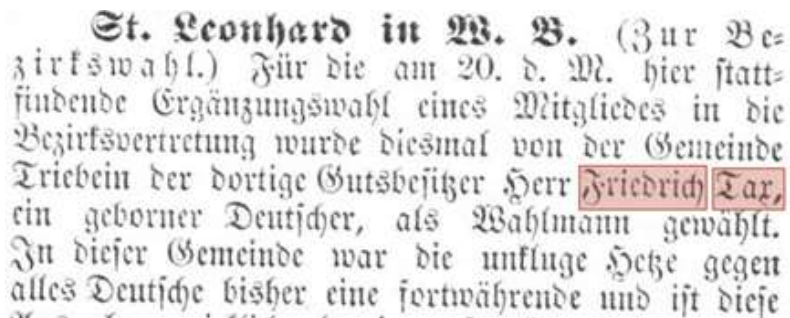 St. Leonhard in W. B. (Zur Be-
zirkswahl.) Für die am 20. d. M. hier statt-
findende Ergänzungswahl eines Mitgliedes in die
Bezirksvertretung wurde diesmal von der Gemeinde
Triebein der dortige Gutsbesitzer Herr Friedrich Tax,
ein geborner Deutscher, als Wahlmann gewählt.
In dieser Gemeinde war die unkluge Hetze gegen
alles Deutsche bisher eine fortwährende und ist diese